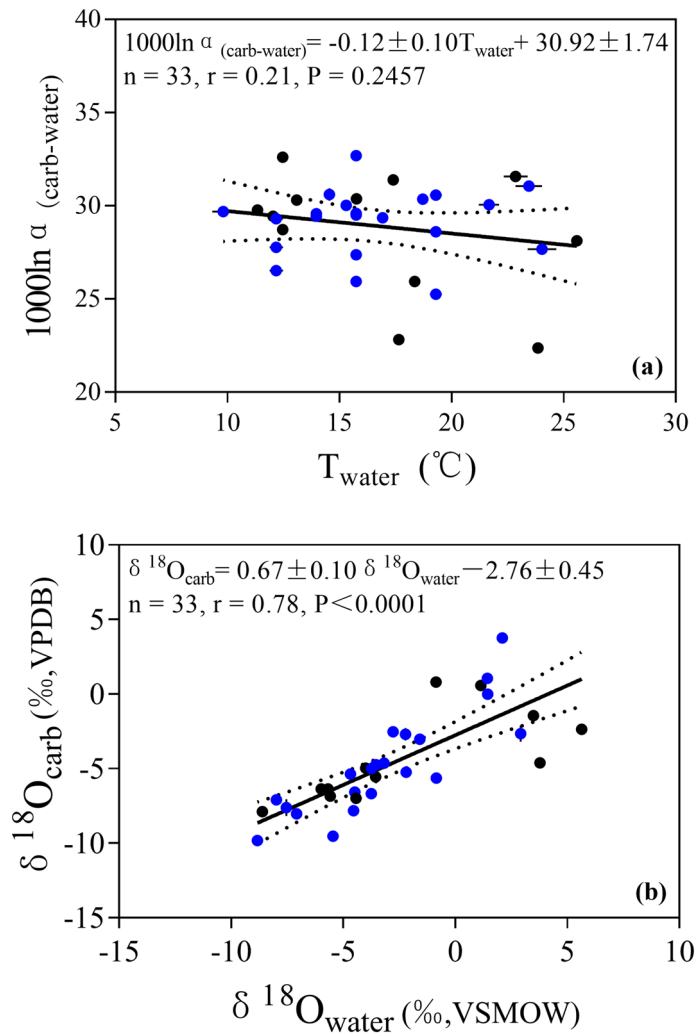 40
1000ln α (carb-water)= -0.12±0.10Twater+ 30.92±1.74
n = 33, r = 0.21, P = 0.2457
35
1000ln α (carb-water)
30
25
(a)
20
5 10 15 20 25 30
Twater (℃)
10
δ 18Ocarb= 0.67±0.10 δ 18Owater－2.76±0.45
n = 33, r = 0.78, P＜0.0001
5
δ 18Ocarb(‰,VPDB)
0
-5
-10
(b)
-15
-15 -10 -5 0 5 10
δ 18Owater(‰,VSMOW)